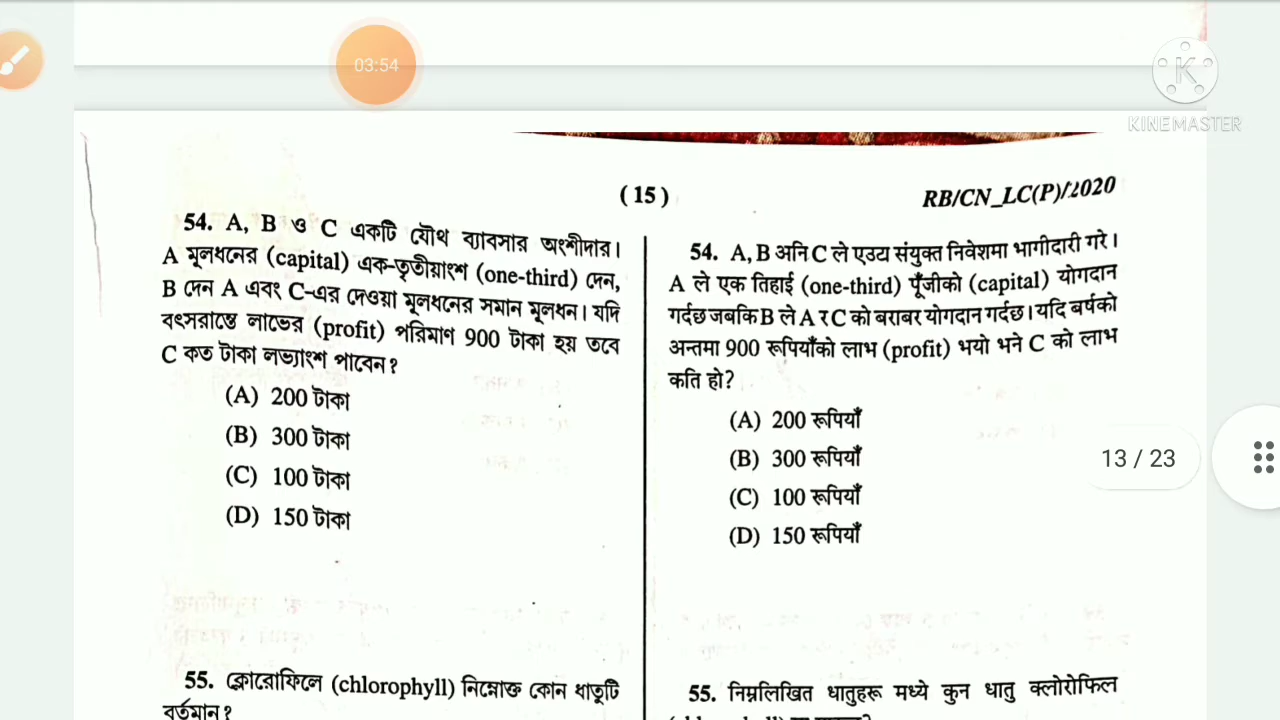 03:54
KINEMASTER
( 15 )
RB/CN_LC(P)/2020
54. A, B ও C একটি যৌথ ব্যাবসার অংশীদার।
A মূলধনের (capital) এক-তৃতীয়াংশ (one-third) দেন,
B দেন A এবং C-এর দেওয়া মূলধনের সমান মূলধন। যদি
বৎসরান্তে লাভের (profit) পরিমাণ 900 টাকা হয় তবে
C কত টাকা লভ্যাংশ পাবেন?
(A) 200 টাকা
(B) 300 টাকা
(C) 100 টাকা
(D) 150 টাকা
55. ক্লোরোফিলে (chlorophyll) নিম্নোক্ত কোন ধাতুটি
বর্তমান?
54. A, B अनि C ले एउटा संयुक्त निवेशमा भागीदारी गरे।
A ले एक तिहाई (one-third) पूँजीको (capital) योगदान
गर्दछ जबकि B ले A र C को बराबर योगदान गर्दछ। यदि बर्षको
अन्तमा 900 रूपियाँको लाभ (profit) भयो भने C को लाभ
कति हो?
(A) 200 रूपियाँ
(B) 300 रूपियाँ
(C) 100 रूपियाँ
(D) 150 रूपियाँ
55. निम्नलिखित धातुहरू मध्ये कुन धातु क्लोरोफिल
13 / 23